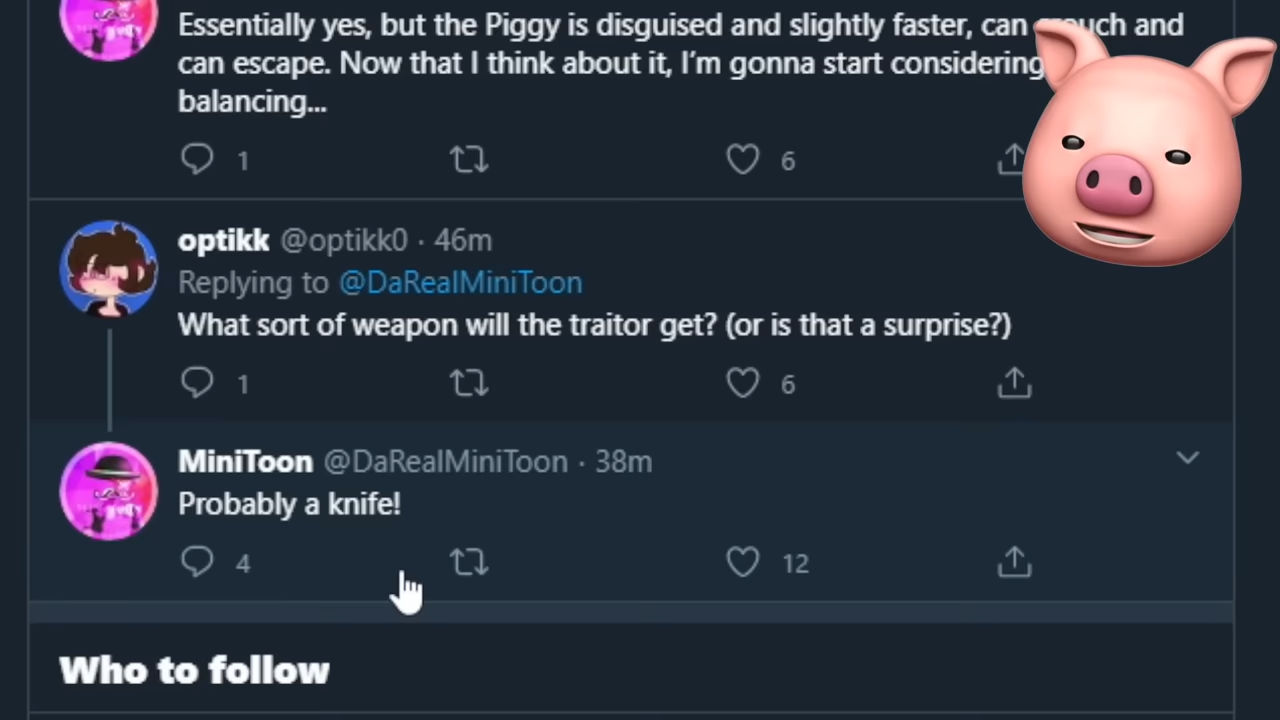 Essentially yes, but the Piggy is disguised and slightly faster, can crouch and
can escape. Now that I think about it, I'm gonna start considering
balancing...
1
6
optikk @optikk0 · 46m
Replying to @DaRealMiniToon
What sort of weapon will the traitor get? (or is that a surprise?)
1
6
MiniToon @DaRealMiniToon · 38m
Probably a knife!
4
12
Who to follow